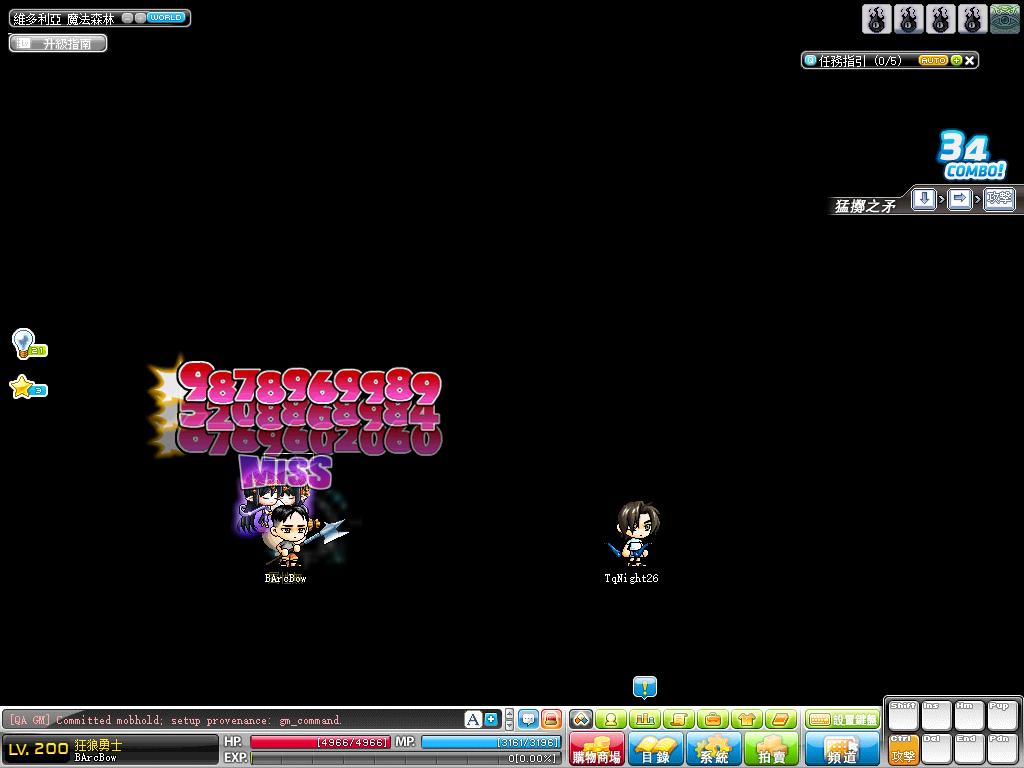 維多利亞 魔法森林 WORLD
升級指南
任務指引 (0/5) AUTO
34
COMBO!
猛擲之矛 攻擊
21
3
9878969989
5208868984
6769602060
MISS
BArcBow
TqNight26
[QA GM] Committed mobhold; setup provenance: gm_command.
A
設置鍵盤
Shift Ins Hm Pup
LV. 200 狂狼勇士
BArcBow
HP. [4966/4966] MP. [3161/3196]
EXP. 0[0.00%]
購物商場 目錄 系統 拍賣 頻道
Ctrl Del End Pdn
攻擊